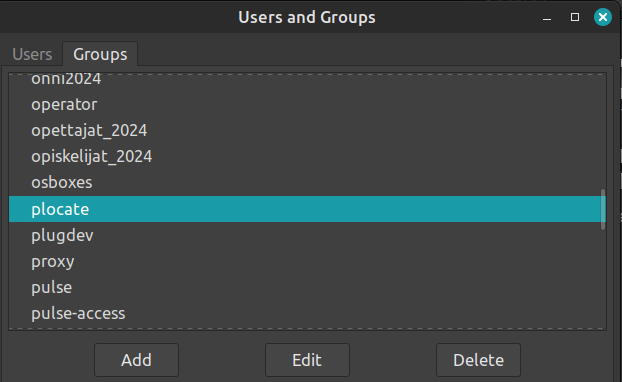 Users and Groups
Users Groups
onni2024
operator
opettajat_2024
opiskelijat_2024
osboxes
plocate
plugdev
proxy
pulse
pulse-access
Add Edit Delete